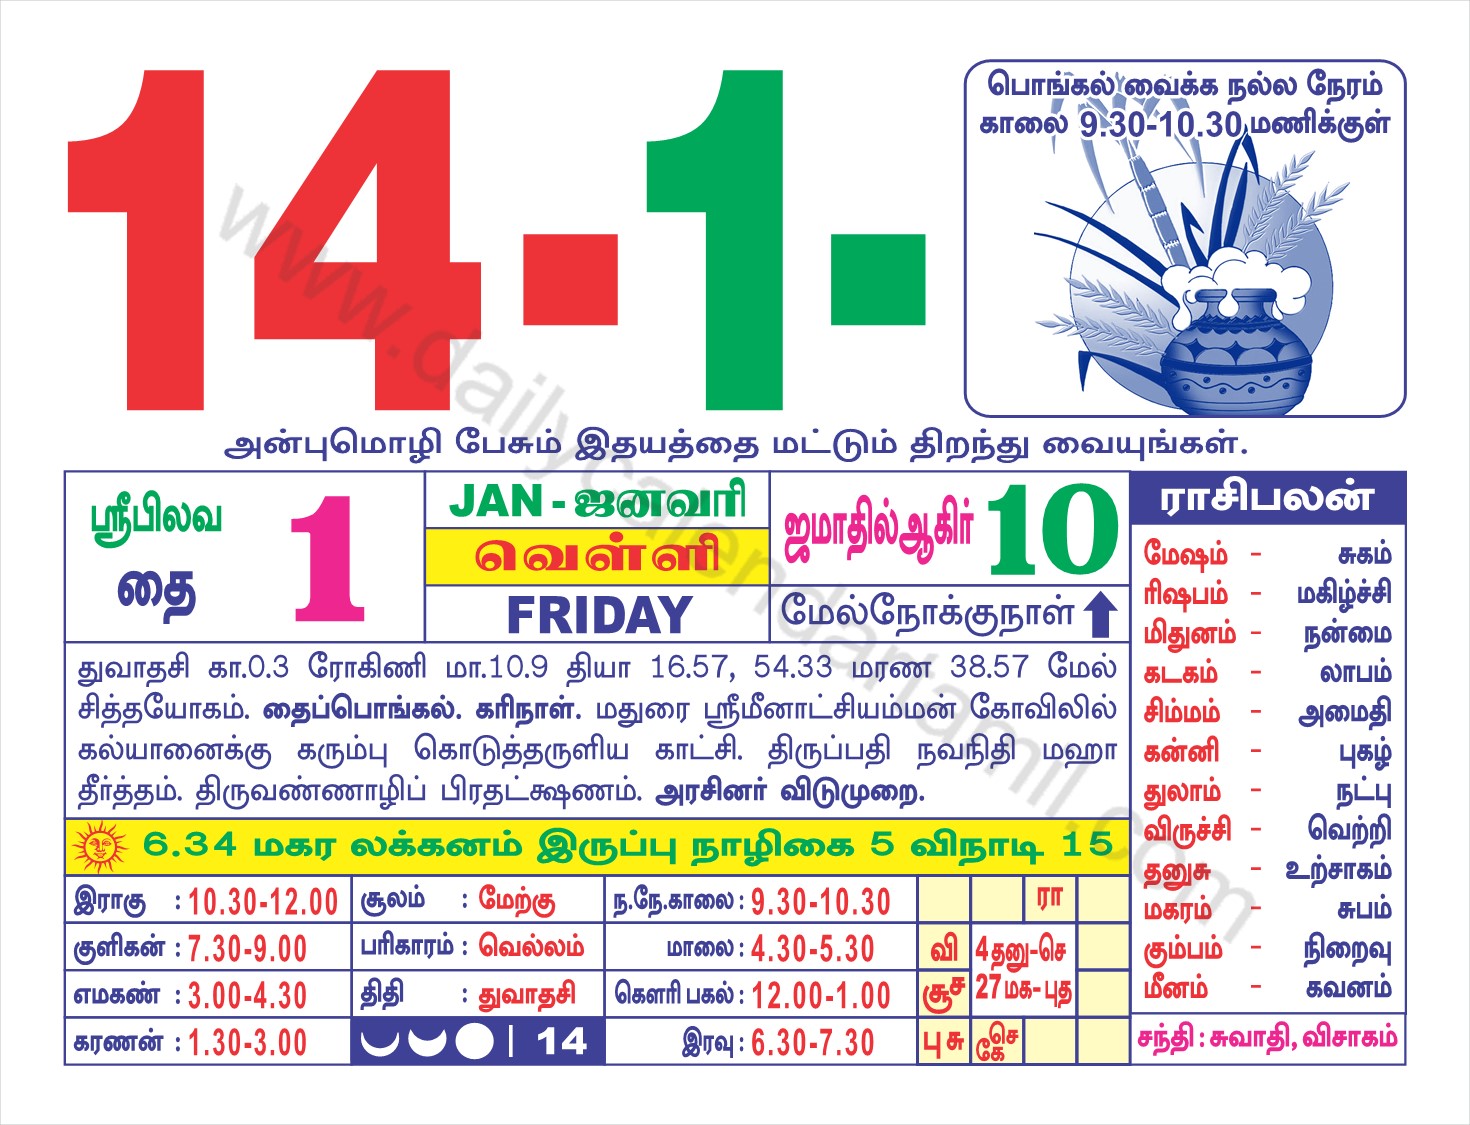 14-1-
பொங்கல் வைக்க நல்ல நேரம்
காலை 9.30-10.30 மணிக்குள்
அன்புமொழி பேசும் இதயத்தை மட்டும் திறந்து வையுங்கள்.
ஸ்ரீபிலவ
தை 1
JAN - ஜனவரி
வெள்ளி
FRIDAY
ஜமாதில்ஆகிர் 10
மேல்நோக்குநாள்
துவாதசி கா.0.3 ரோகிணி மா.10.9 தியா 16.57, 54.33 மரண 38.57 மேல்
சித்தயோகம். தைப்பொங்கல். கரிநாள். மதுரை ஸ்ரீமீனாட்சியம்மன் கோவிலில்
கல்யானைக்கு கரும்பு கொடுத்தருளிய காட்சி. திருப்பதி நவநிதி மஹா
தீர்த்தம். திருவண்ணாழிப் பிரதட்க்ஷணம். அரசினர் விடுமுறை.
6.34 மகர லக்கனம் இருப்பு நாழிகை 5 விநாடி 15
இராகு : 10.30-12.00 சூலம் : மேற்கு ந.நே.காலை : 9.30-10.30
குளிகன் : 7.30-9.00 பரிகாரம் : வெல்லம் மாலை : 4.30-5.30
எமகண் : 3.00-4.30 திதி : துவாதசி கௌரி பகல் : 12.00-1.00
கரணன் : 1.30-3.00 14 இரவு : 6.30-7.30
ரா
வி 4தனு-செ
சூச 27மக-புத
பு சு செ கே
ராசிபலன்
மேஷம் - சுகம்
ரிஷபம் - மகிழ்ச்சி
மிதுனம் - நன்மை
கடகம் - லாபம்
சிம்மம் - அமைதி
கன்னி - புகழ்
துலாம் - நட்பு
விருச்சி - வெற்றி
தனுசு - உற்சாகம்
மகரம் - சுபம்
கும்பம் - நிறைவு
மீனம் - கவனம்
சந்தி : சுவாதி, விசாகம்
www.dailycalendartamil.com